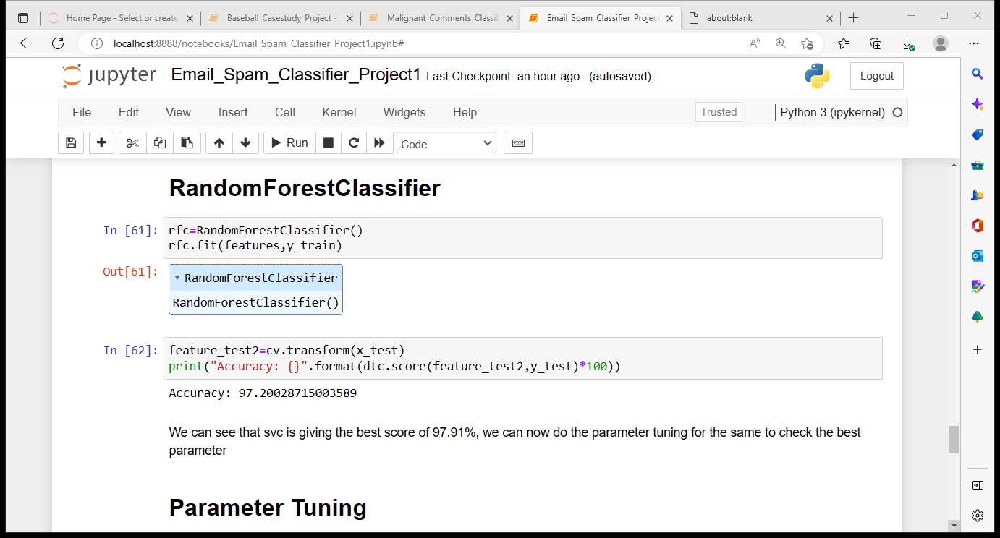 Home Page - Select or create
Baseball_Casestudy_Project -
Malignant_Comments_Classifi
Email_Spam_Classifier_Project
about:blank
localhost:8888/notebooks/Email_Spam_Classifier_Project1.ipynb#
jupyter Email_Spam_Classifier_Project1 Last Checkpoint: an hour ago (autosaved)
Logout
File Edit View Insert Cell Kernel Widgets Help
Trusted
Python 3 (ipykernel)
Run
Code
RandomForestClassifier
In [61]: rfc=RandomForestClassifier()
rfc.fit(features,y_train)
Out[61]: RandomForestClassifier
RandomForestClassifier()
In [62]: feature_test2=cv.transform(x_test)
print("Accuracy: {}".format(dtc.score(feature_test2,y_test)*100))
Accuracy: 97.20028715003589
We can see that svc is giving the best score of 97.91%, we can now do the parameter tuning for the same to check the best
parameter
Parameter Tuning